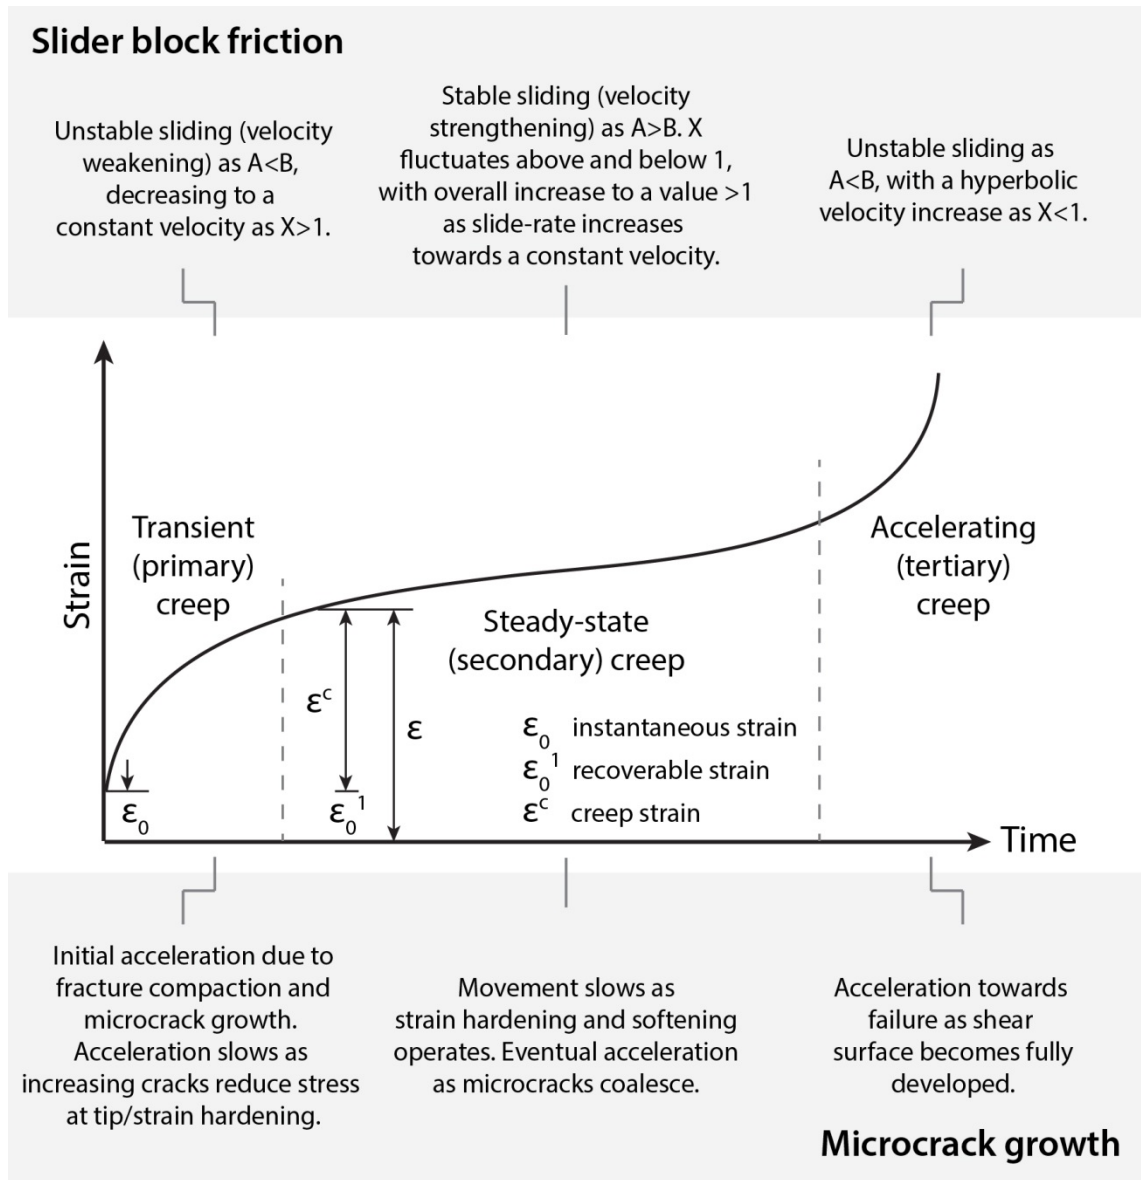 Slider block friction
Unstable sliding (velocity
weakening) as A<B,
decreasing to a
constant velocity as X>1.
Stable sliding (velocity
strengthening) as A>B. X
fluctuates above and below 1,
with overall increase to a value >1
as slide-rate increases
towards a constant velocity.
Unstable sliding as
A<B, with a hyperbolic
velocity increase as X<1.
Strain
Transient
(primary)
creep
Steady-state
(secondary) creep
Accelerating
(tertiary)
creep
εᶜ
ε
ε₀
ε₀¹
ε₀ instantaneous strain
ε₀¹ recoverable strain
εᶜ creep strain
Time
Initial acceleration due to
fracture compaction and
microcrack growth.
Acceleration slows as
increasing cracks reduce stress
at tip/strain hardening.
Movement slows as
strain hardening and softening
operates. Eventual acceleration
as microcracks coalesce.
Acceleration towards
failure as shear
surface becomes fully
developed.
Microcrack growth